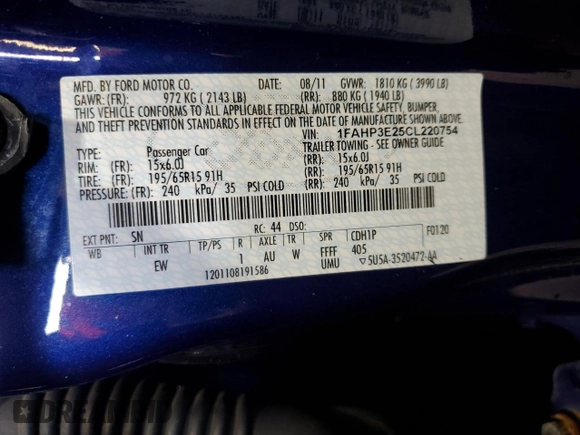 MFD. BY FORD MOTOR CO. DATE: 08/11 GVWR: 1810 KG ( 3990 LB)
GAWR: (FR): 972 KG ( 2143 LB) (RR): 880 KG ( 1940 LB)
THIS VEHICLE CONFORMS TO ALL APPLICABLE FEDERAL MOTOR VEHICLE SAFETY, BUMPER,
AND THEFT PREVENTION STANDARDS IN EFFECT ON THE DATE OF MANUFACTURE SHOWN ABOVE.
VIN: 1FAHP3E25CL220754
TYPE: Passenger Car TRAILER TOWING - SEE OWNER GUIDE
RIM: (FR): 15x6.0J (RR): 15x6.0J
TIRE: (FR): 195/65R15 91H (RR): 195/65R15 91H
PRESSURE: (FR): 240 kPa/ 35 PSI COLD (RR): 240 kPa/ 35 PSI COLD
EXT PNT: SN RC: 44 DSO: F0120
WB INT TR TP/PS R AXLE TR SPR CDH1P
EW 1 AU W FFFF 405
UMU ▽5U5A-3520472-AA
1201108191586
DREAMBID